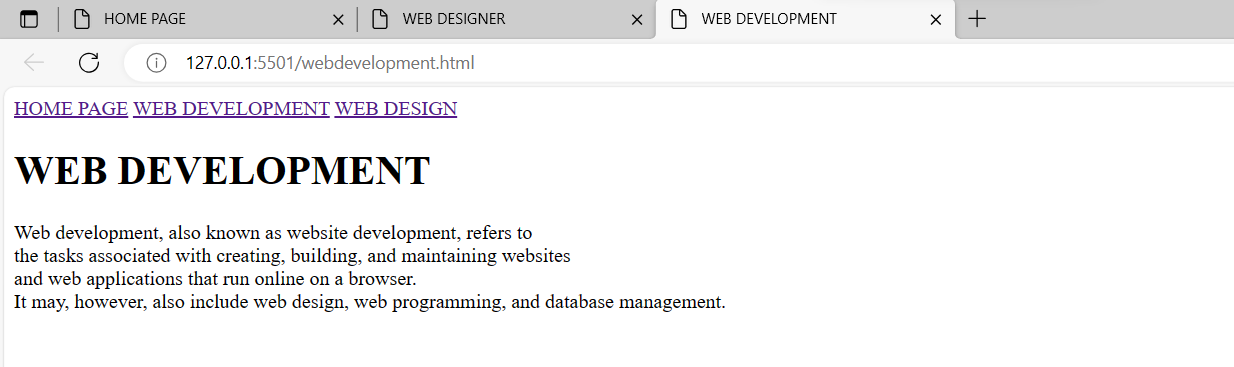 HOME PAGE WEB DESIGNER WEB DEVELOPMENT
127.0.0.1:5501/webdevelopment.html
HOME PAGE WEB DEVELOPMENT WEB DESIGN
WEB DEVELOPMENT
Web development, also known as website development, refers to
the tasks associated with creating, building, and maintaining websites
and web applications that run online on a browser.
It may, however, also include web design, web programming, and database management.